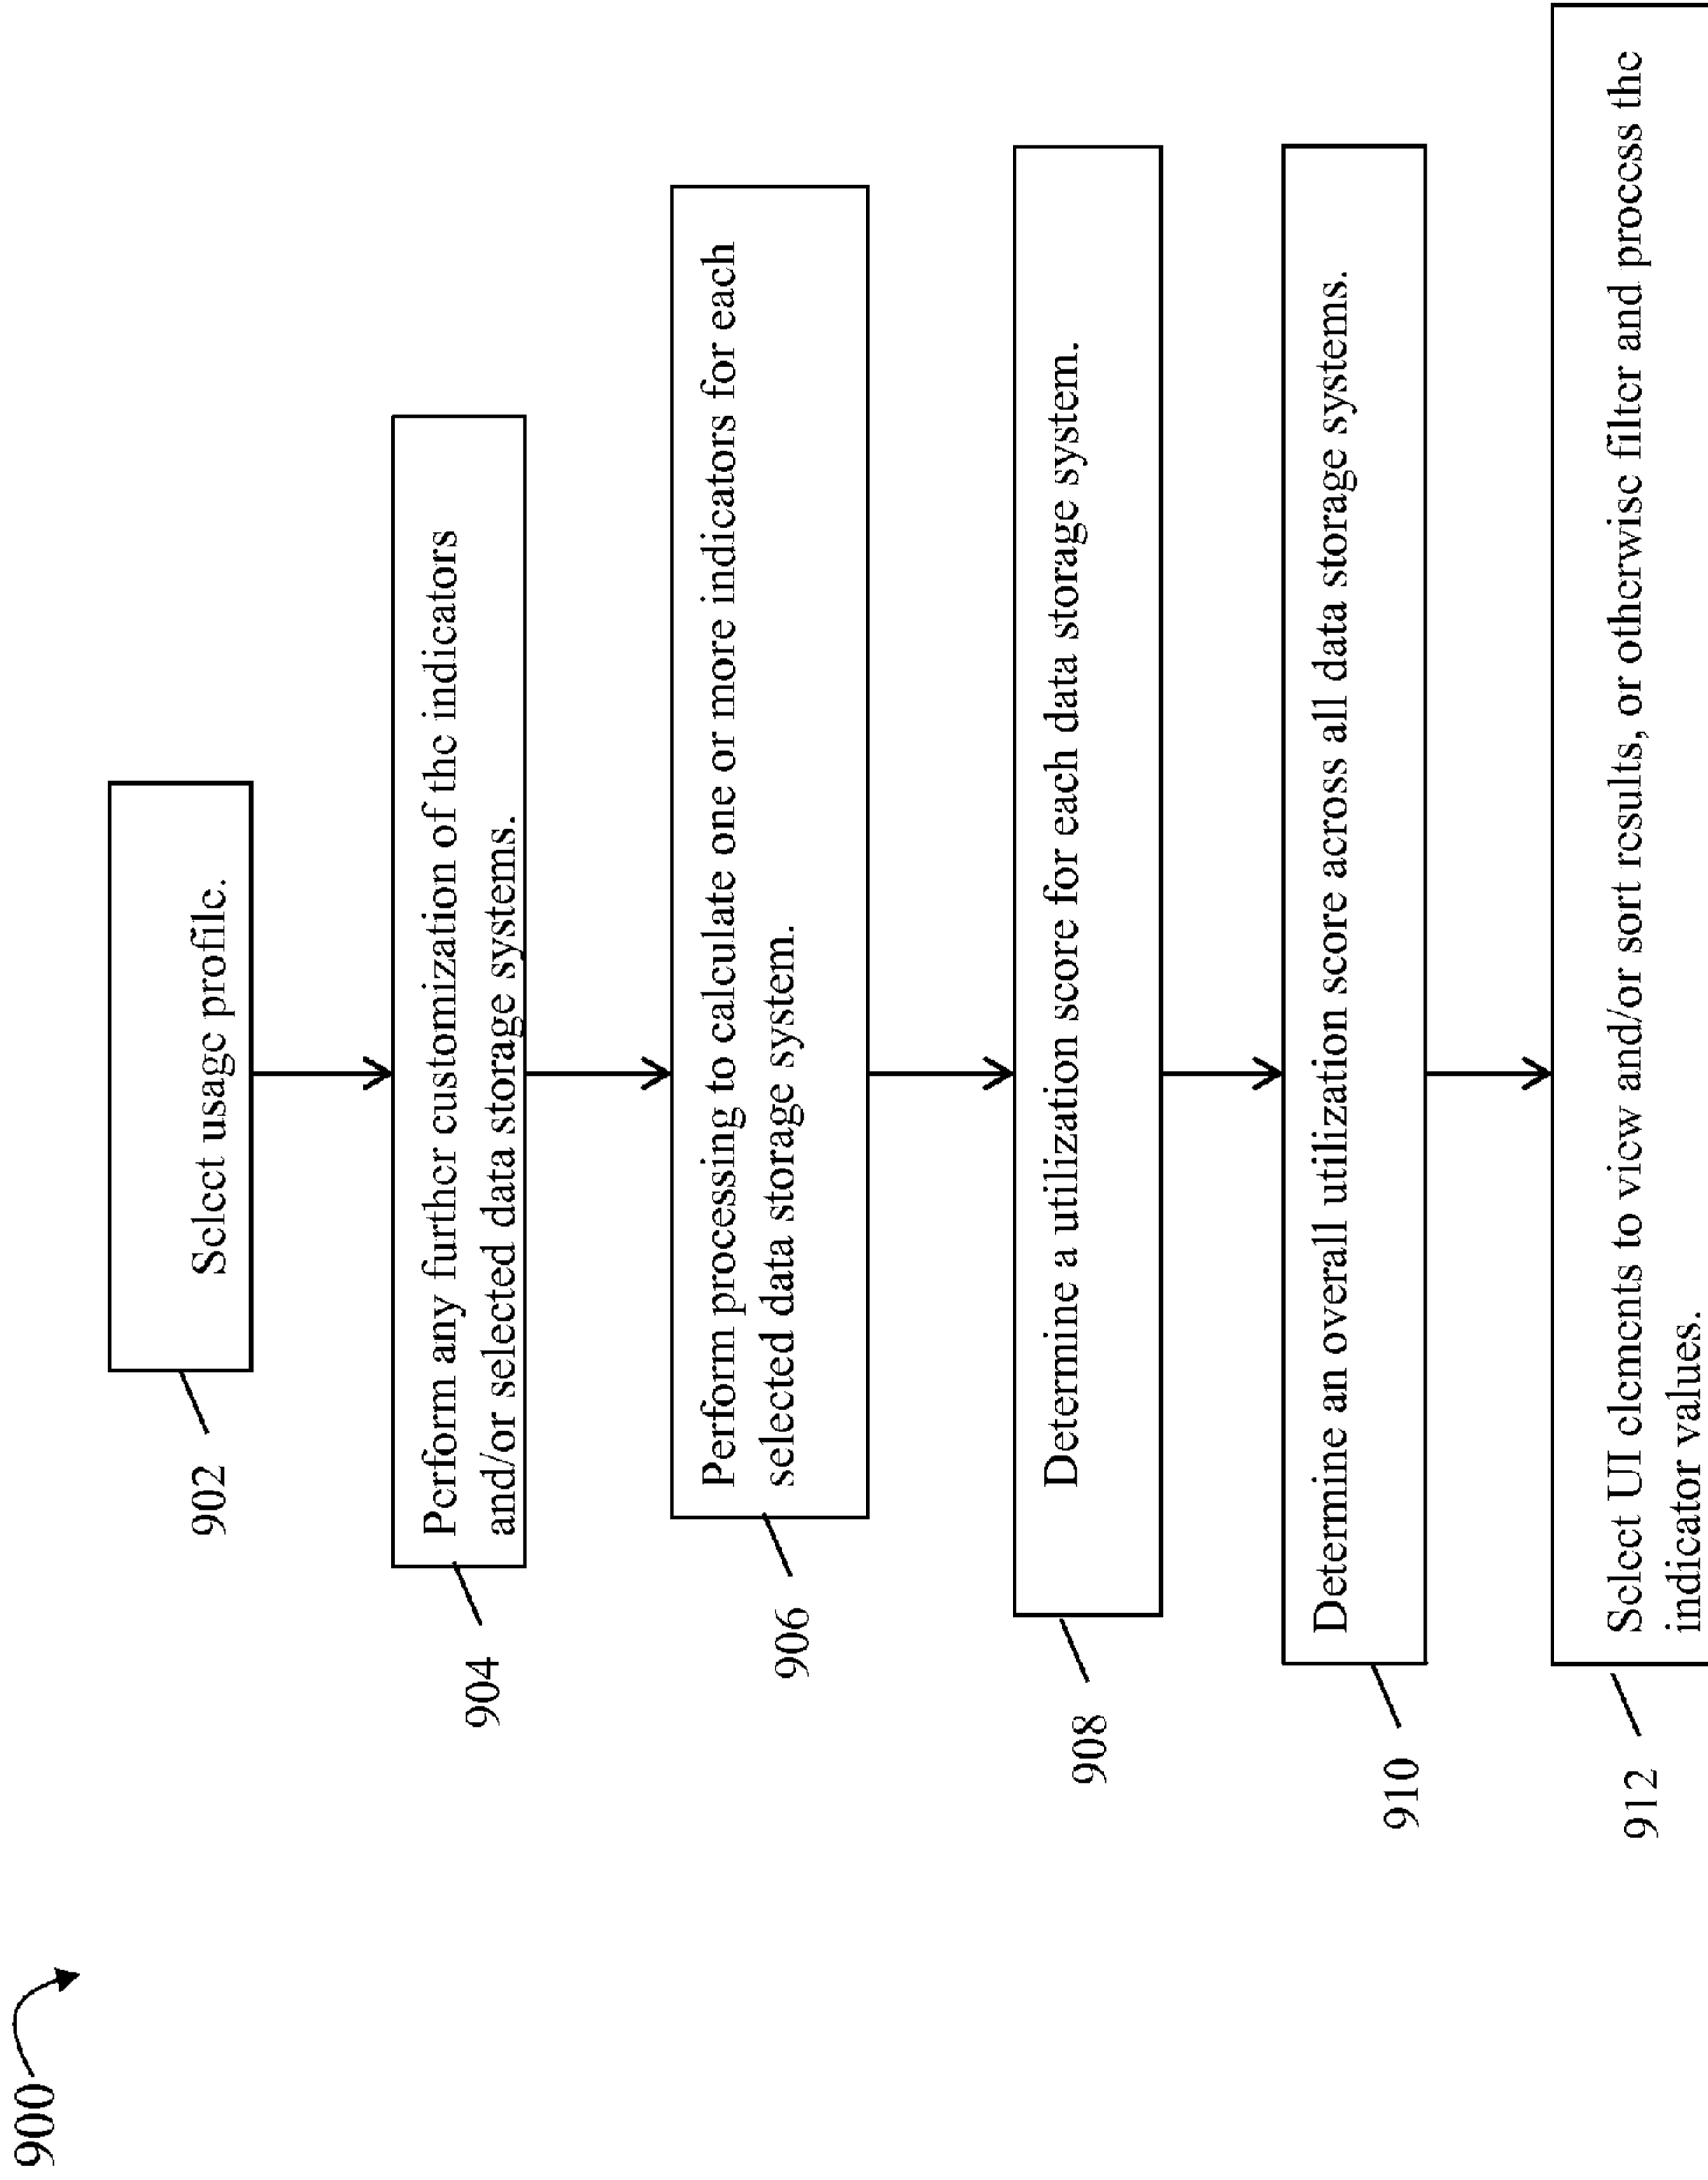 900
902
Select usage profile.
904
Perform any further customization of the indicators
and/or selected data storage systems.
906
Perform processing to calculate one or more indicators for each
selected data storage system.
908
Determine a utilization score for each data storage system.
910
Determine an overall utilization score across all data storage systems.
912
Select UI elements to view and/or sort results, or otherwise filter and process the
indicator values.